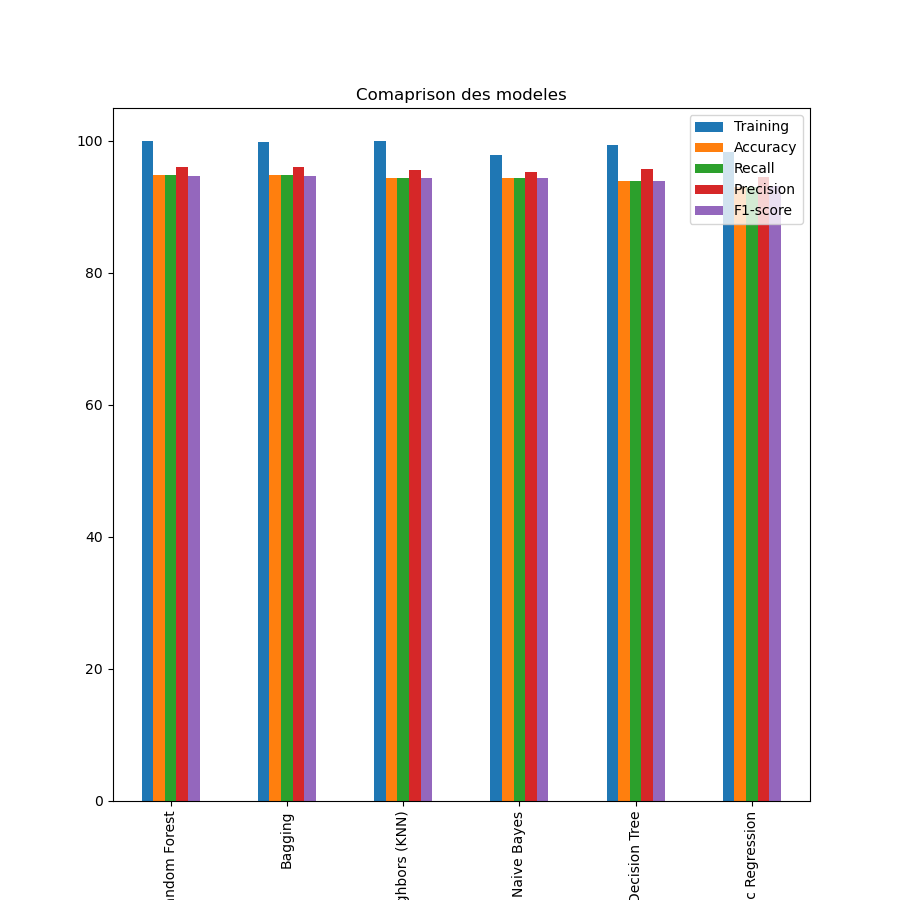 Comaprison des modeles
100
80
60
40
20
0
Training
Accuracy
Recall
Precision
F1-score
andom Forest
Bagging
ghbors (KNN)
Naive Bayes
Decision Tree
c Regression